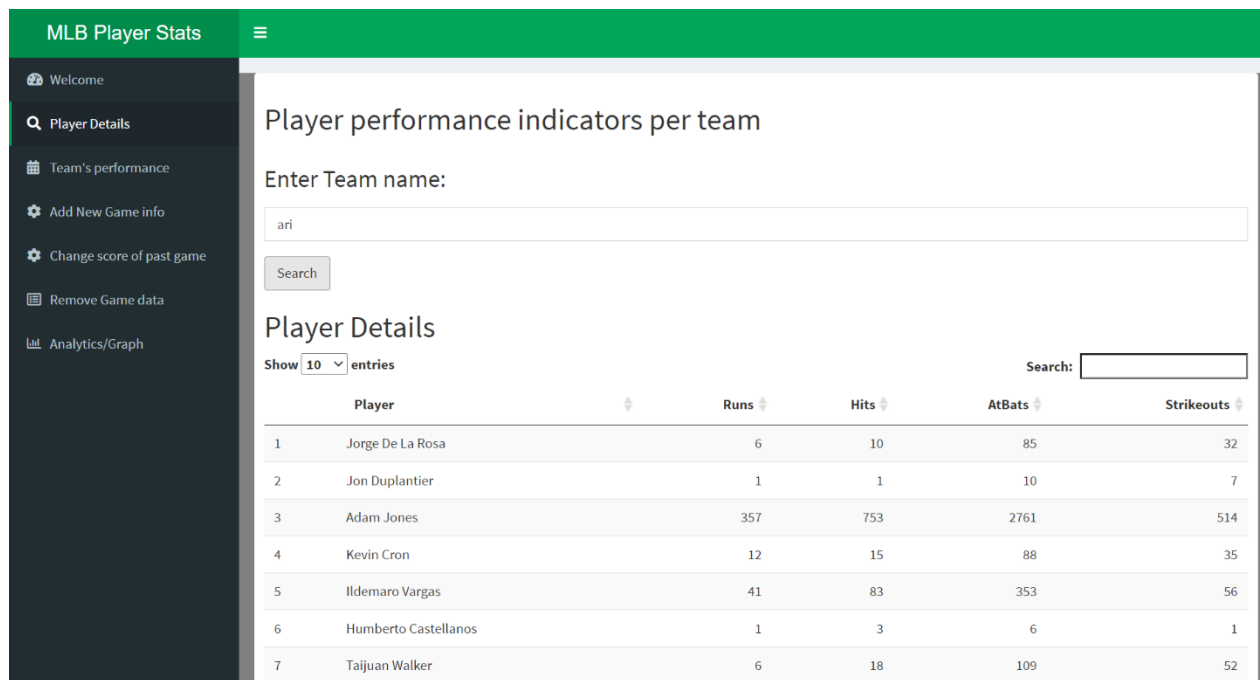 MLB Player Stats
Welcome
Player Details
Team's performance
Add New Game info
Change score of past game
Remove Game data
Analytics/Graph
Player performance indicators per team
Enter Team name:
ari
Search
Player Details
Show 10 entries Search:
Player Runs Hits AtBats Strikeouts
1 Jorge De La Rosa 6 10 85 32
2 Jon Duplantier 1 1 10 7
3 Adam Jones 357 753 2761 514
4 Kevin Cron 12 15 88 35
5 Ildemaro Vargas 41 83 353 56
6 Humberto Castellanos 1 3 6 1
7 Taijuan Walker 6 18 109 52